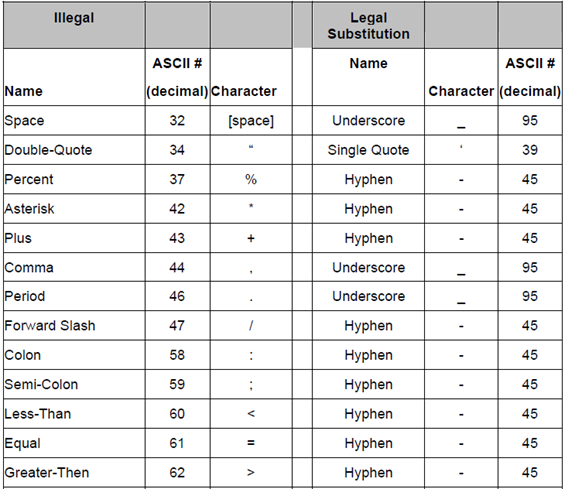 Illegal Legal Substitution
Name ASCII # (decimal) Character Name Character ASCII # (decimal)
Space 32 [space] Underscore _ 95
Double-Quote 34 “ Single Quote ‘ 39
Percent 37 % Hyphen - 45
Asterisk 42 * Hyphen - 45
Plus 43 + Hyphen - 45
Comma 44 , Underscore _ 95
Period 46 . Underscore _ 95
Forward Slash 47 / Hyphen - 45
Colon 58 : Hyphen - 45
Semi-Colon 59 ; Hyphen - 45
Less-Than 60 < Hyphen - 45
Equal 61 = Hyphen - 45
Greater-Then 62 > Hyphen - 45